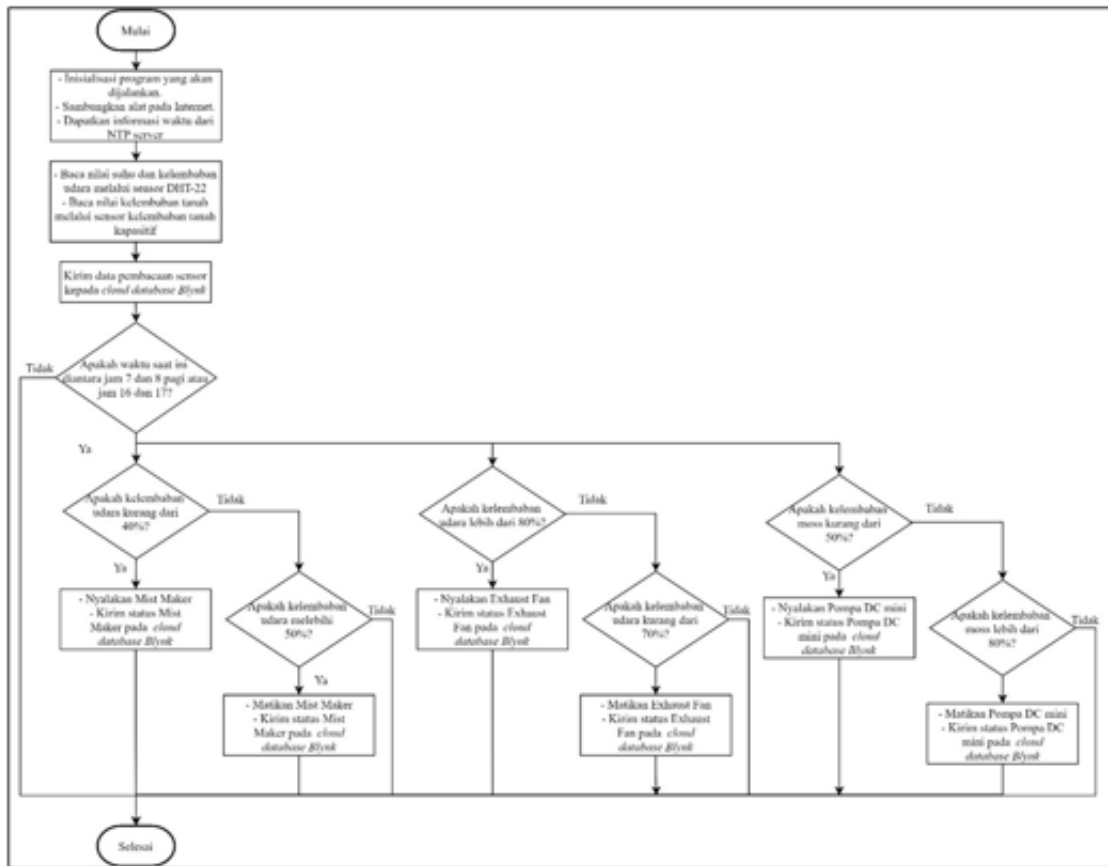 Mulai
- Inisialisasi program yang akan
dijalankan.
- Sambungkan alat pada Internet.
- Dapatkan informasi waktu dari
NTP server
- Baca nilai suhu dan kelembaban
udara melalui sensor DHT-22
- Baca nilai kelembaban tanah
melalui sensor kelembaban tanah
kapasitif
Kirim data pembacaan sensor
kepada cloud database Blynk
Apakah waktu saat ini
diantara jam 7 dan 8 pagi atau
jam 16 dan 17?
Tidak
Ya
Apakah kelembaban
udara kurang dari
40%?
Tidak
Ya
- Nyalakan Mist Maker
- Kirim status Mist
Maker pada cloud
database Blynk
Apakah kelembaban
udara melebihi
50%?
Tidak
Ya
- Matikan Mist Maker
- Kirim status Mist
Maker pada cloud
database Blynk
Apakah kelembaban
udara lebih dari 80%?
Tidak
Ya
- Nyalakan Exhaust Fan
- Kirim status Exhaust
Fan pada cloud
database Blynk
Apakah kelembaban
udara kurang dari
70%?
Tidak
- Matikan Exhaust Fan
- Kirim status Exhaust
Fan pada cloud
database Blynk
Apakah kelembaban
moss kurang dari
50%?
Tidak
Ya
- Nyalakan Pompa DC mini
- Kirim status Pompa DC
mini pada cloud
database Blynk
Apakah kelembaban
moss lebih dari
80%?
Tidak
- Matikan Pompa DC mini
- Kirim status Pompa DC
mini pada cloud
database Blynk
Selesai